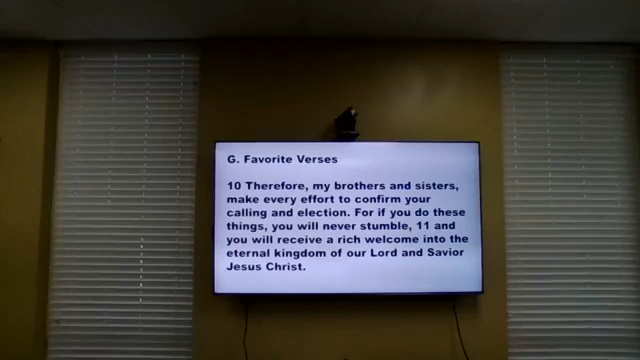 G. Favorite Verses
10 Therefore, my brothers and sisters,
make every effort to confirm your
calling and election. For if you do these
things, you will never stumble, 11 and
you will receive a rich welcome into the
eternal kingdom of our Lord and Savior
Jesus Christ.